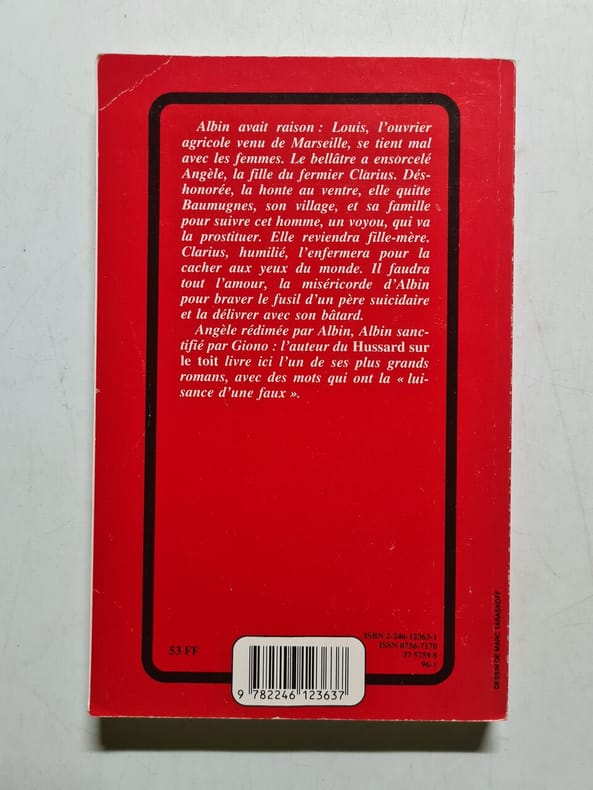 Albin avait raison : Louis, l'ouvrier
agricole venu de Marseille, se tient mal
avec les femmes. Le bellâtre a ensorcelé
Angèle, la fille du fermier Clarius. Dés-
honorée, la honte au ventre, elle quitte
Baumugnes, son village, et sa famille
pour suivre cet homme, un voyou, qui va
la prostituer. Elle reviendra fille-mère.
Clarius, humilié, l'enfermera pour la
cacher aux yeux du monde. Il faudra
tout l'amour, la miséricorde d'Albin
pour braver le fusil d'un père suicidaire
et la délivrer avec son bâtard.
Angèle rédimée par Albin, Albin sanc-
tifié par Giono : l'auteur du Hussard sur
le toit livre ici l'un de ses plus grands
romans, avec des mots qui ont la « lui-
sance d'une faux ».
53 FF
ISBN 2-246-12363-1
ISSN 0756-7170
37 5759 8
96-1
9 782246 123637
DESSIN DE MARC TARASKOFF